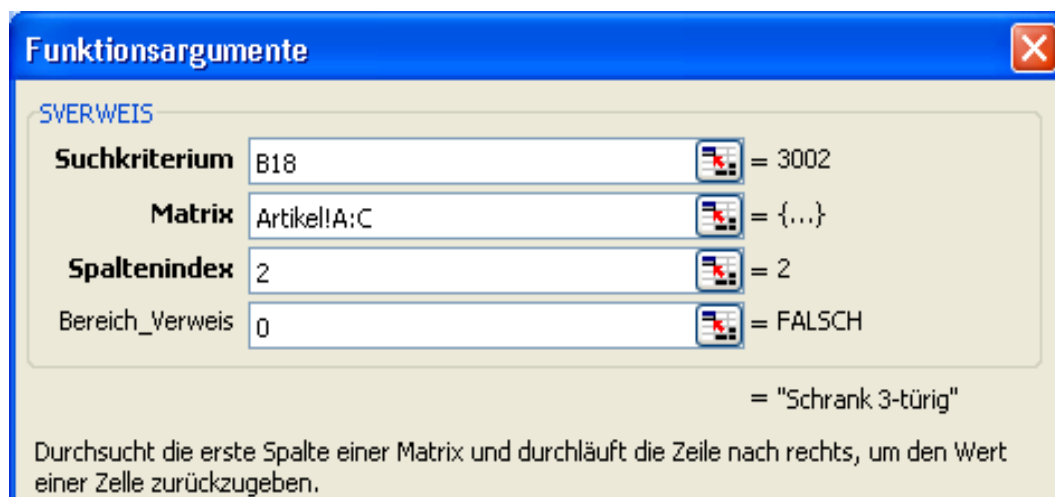 Funktionsargumente
SVERWEIS
Suchkriterium B18 = 3002
Matrix Artikel!A:C = {...}
Spaltenindex 2 = 2
Bereich_Verweis 0 = FALSCH
= "Schrank 3-türig"
Durchsucht die erste Spalte einer Matrix und durchläuft die Zeile nach rechts, um den Wert
einer Zelle zurückzugeben.